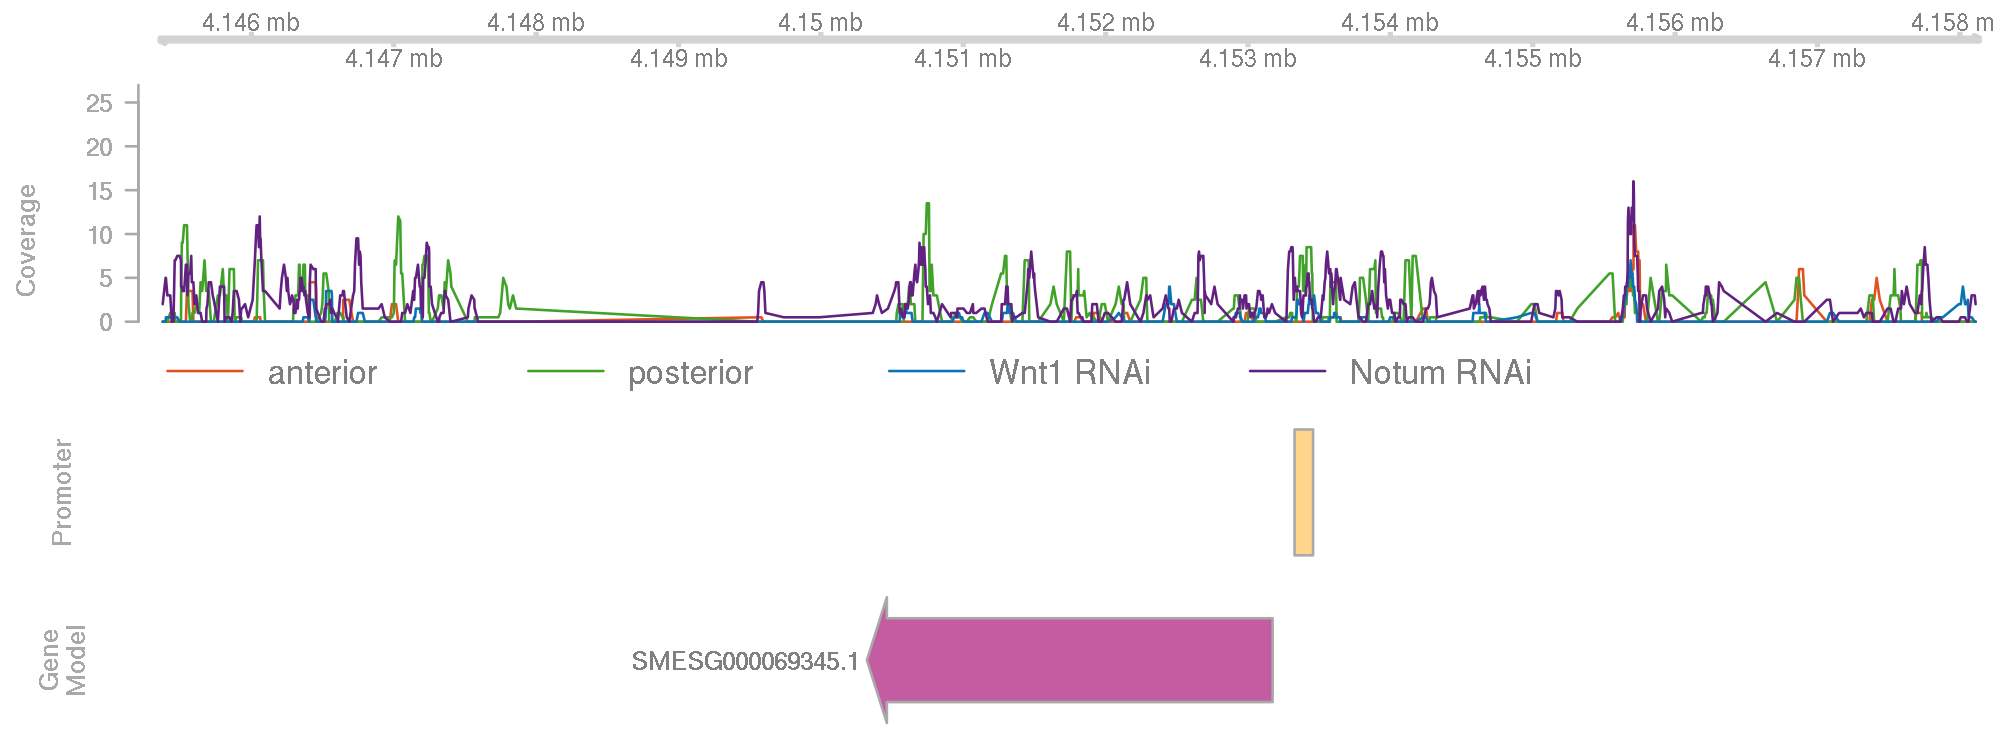 4.146 mb 4.148 mb 4.15 mb 4.152 mb 4.154 mb 4.156 mb 4.158 m
4.147 mb 4.149 mb 4.151 mb 4.153 mb 4.155 mb 4.157 mb
Coverage
25
20
15
10
5
0
anterior posterior Wnt1 RNAi Notum RNAi
Promoter
Gene
Model
SMESG000069345.1